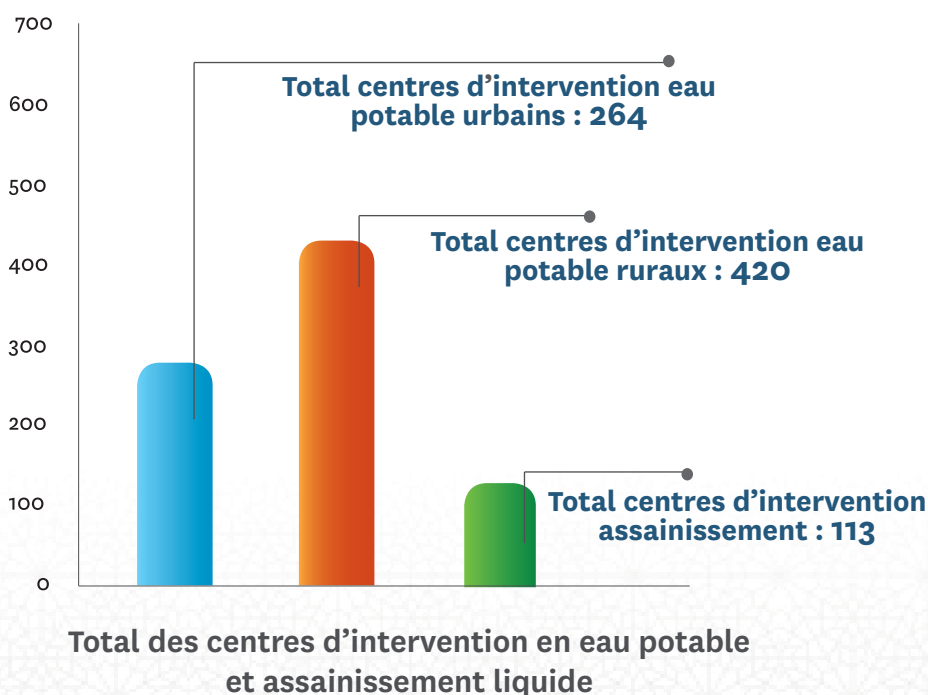 700
600
500
400
300
200
100
0
Total centres d’intervention eau
potable urbains : 264
Total centres d’intervention eau
potable ruraux : 420
Total centres d’intervention
assainissement : 113
Total des centres d’intervention en eau potable
et assainissement liquide